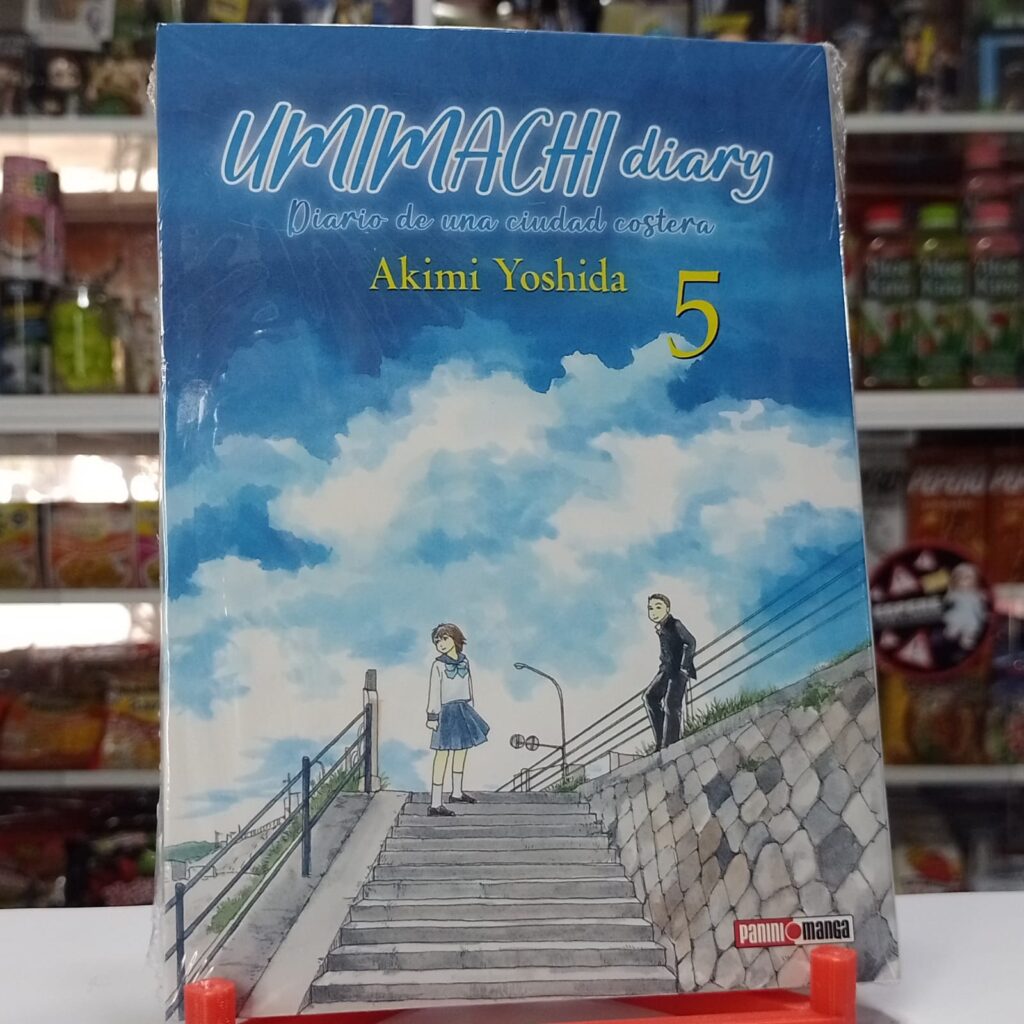 UMIMACHI diary
Diario de una ciudad costera
Akimi Yoshida
5
PANINI MANGA